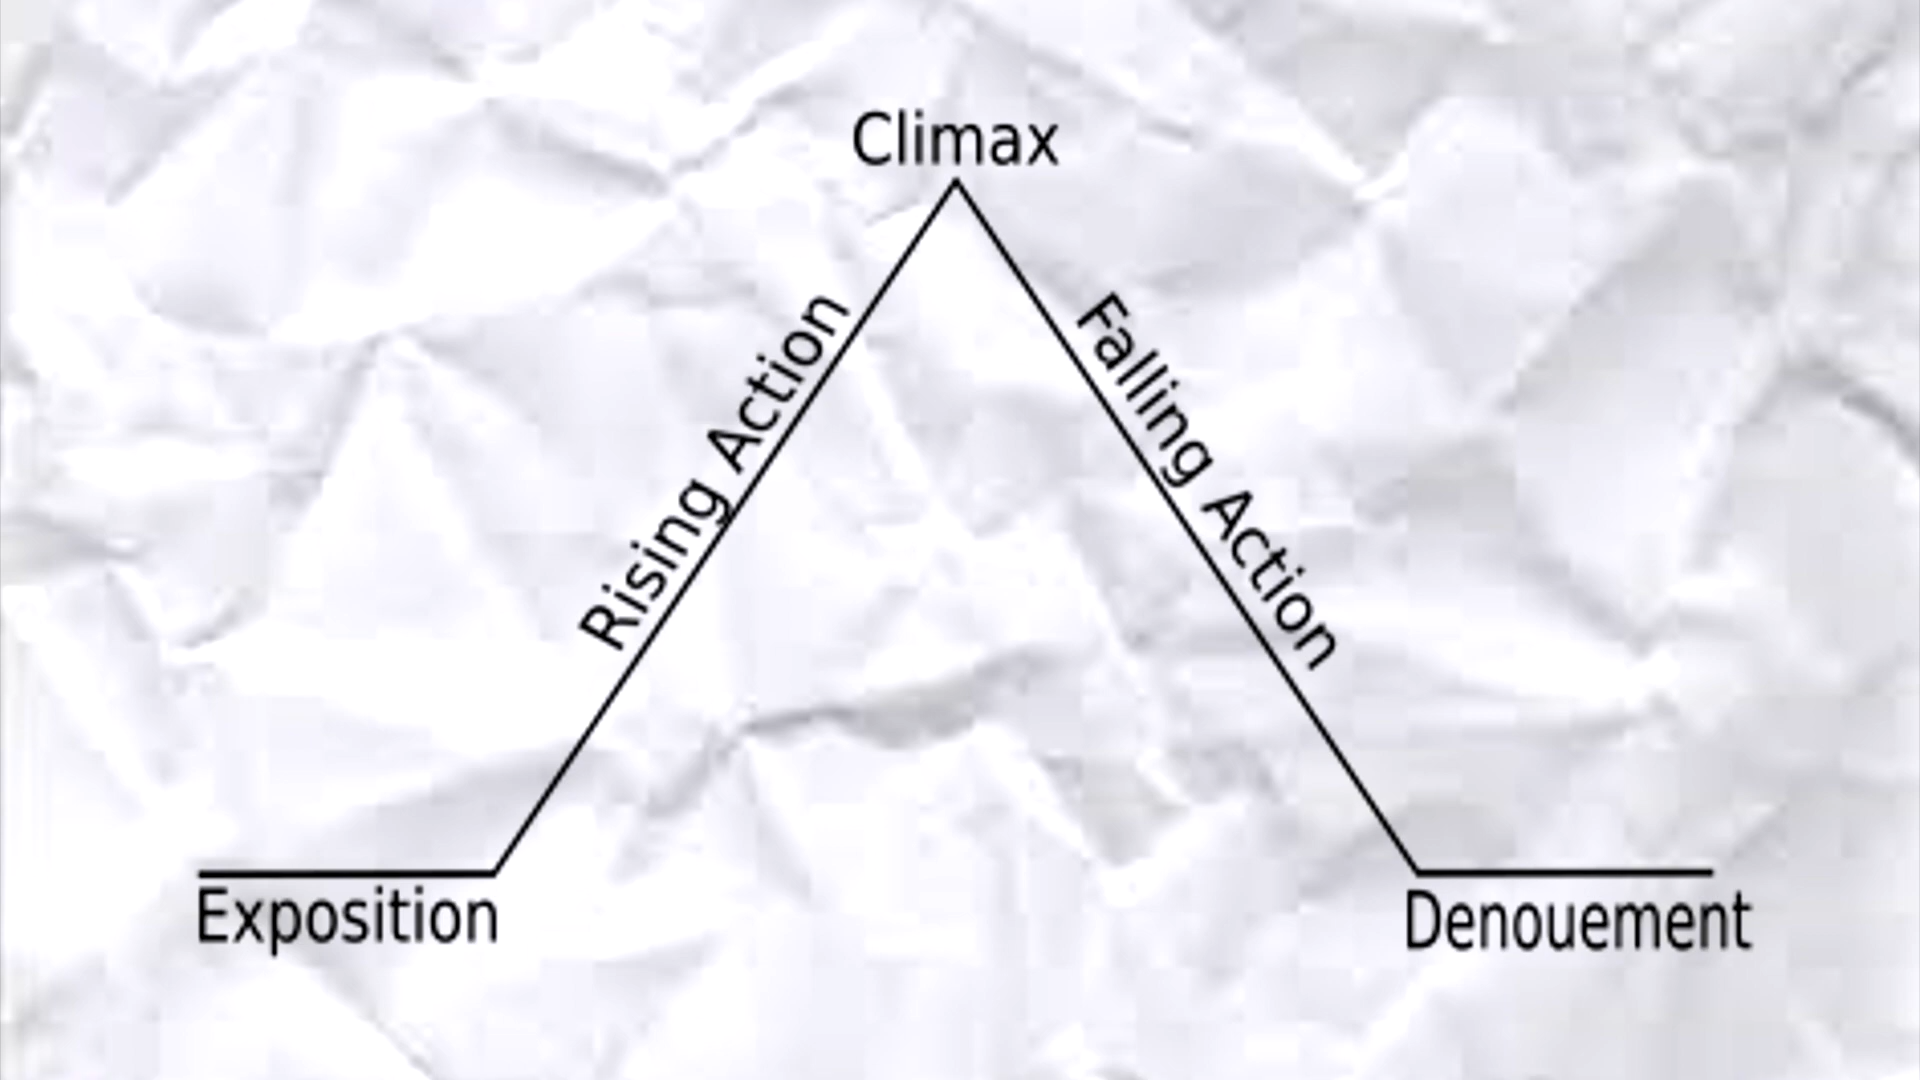 Climax
Rising Action
Falling Action
Exposition
Denouement